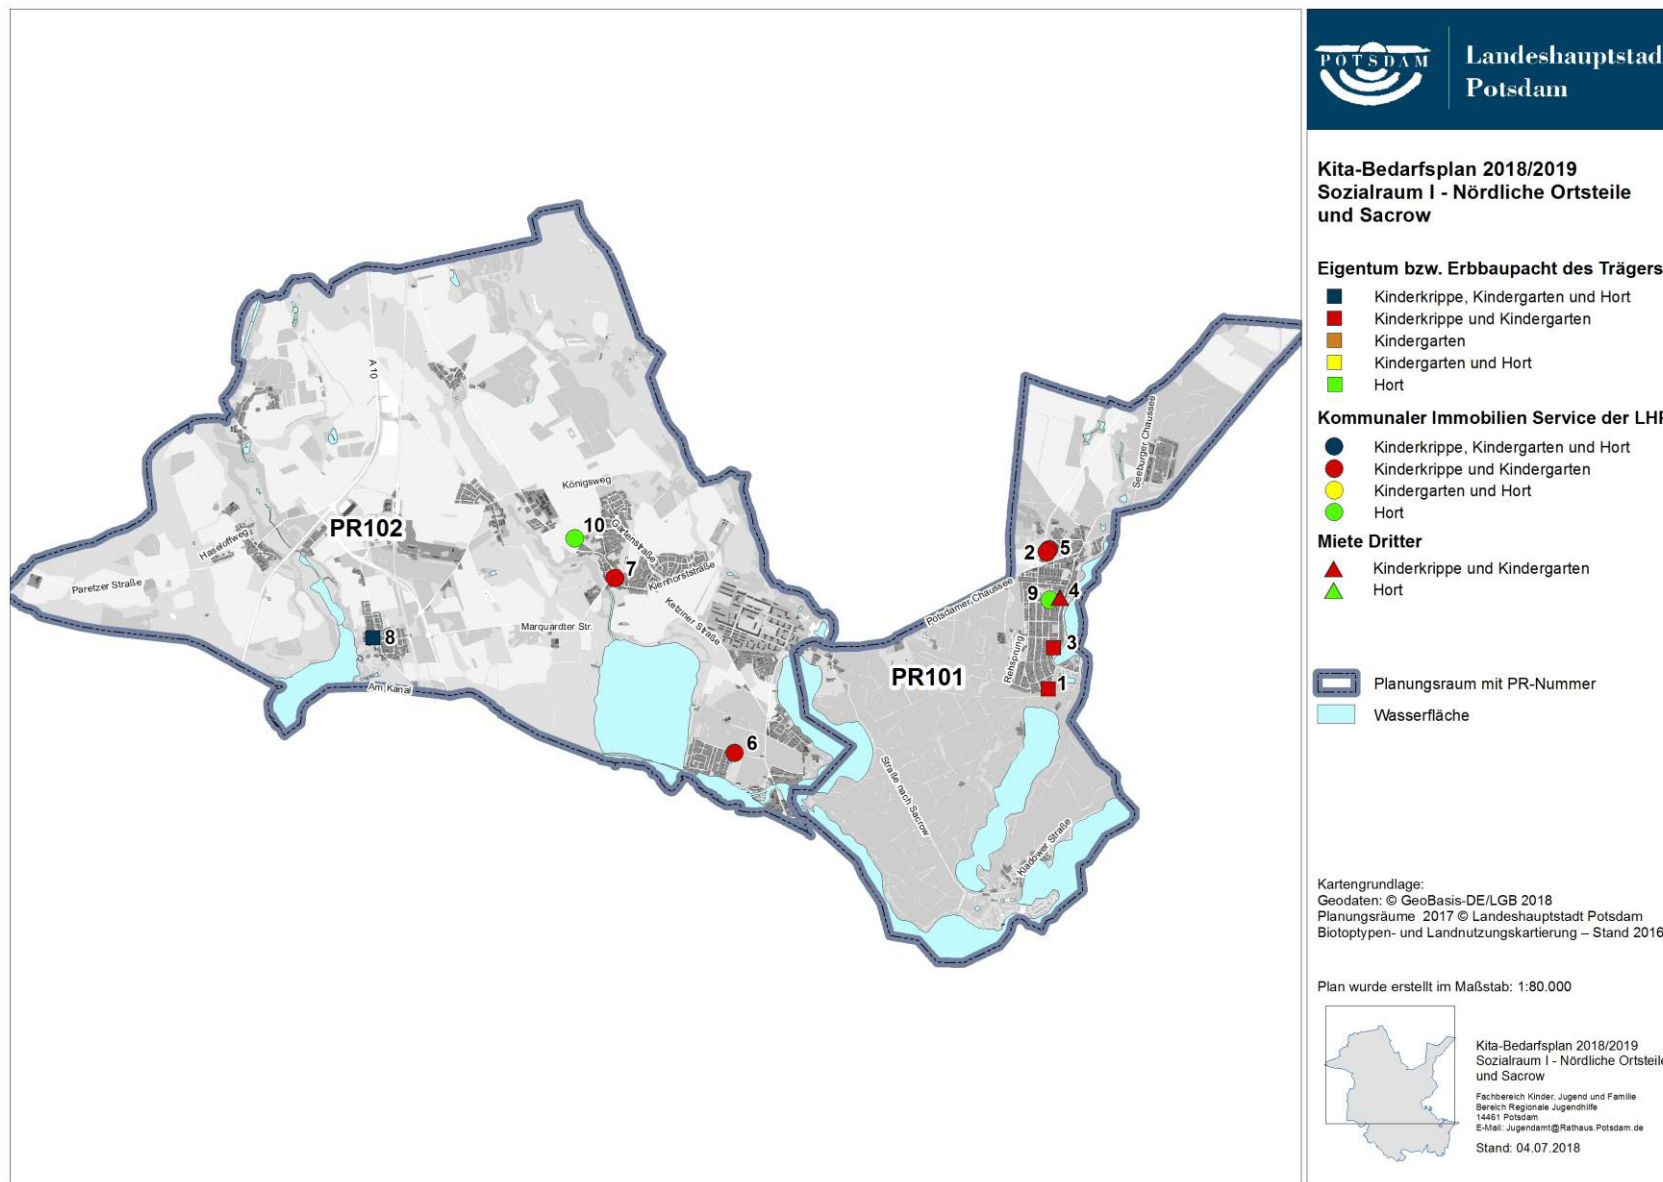 POTSDAM
Landeshauptstad
Potsdam
Kita-Bedarfsplan 2018/2019
Sozialraum I - Nördliche Ortsteile
und Sacrow
Eigentum bzw. Erbbaupacht des Trägers
Kinderkrippe, Kindergarten und Hort
Kinderkrippe und Kindergarten
Kindergarten
Kindergarten und Hort
Hort
Kommunaler Immobilien Service der LHP
Kinderkrippe, Kindergarten und Hort
Kinderkrippe und Kindergarten
Kindergarten und Hort
Hort
Miete Dritter
Kinderkrippe und Kindergarten
Hort
Planungsraum mit PR-Nummer
Wasserfläche
Kartengrundlage:
Geodaten: © GeoBasis-DE/LGB 2018
Planungsräume 2017 © Landeshauptstadt Potsdam
Biotoptypen- und Landnutzungskartierung – Stand 2016
Plan wurde erstellt im Maßstab: 1:80.000
Kita-Bedarfsplan 2018/2019
Sozialraum I - Nördliche Ortsteile
und Sacrow
Fachbereich Kinder, Jugend und Familie
Bereich Regionale Jugendhilfe
14461 Potsdam
E-Mail: Jugendamt@Rathaus.Potsdam.de
Stand: 04.07.2018
A 10
Königsweg
PR102
10
Gartenstraße
Haseloffweg
7
Kienhorststraße
Paretzer Straße
Ketziner Straße
Marquardter Str.
8
Am Kanal
6
Seeburger Chaussee
2
5
Potsdamer Chaussee
9
4
Rehsprung
3
PR101
1
Straße nach Sacrow
Kladower Straße